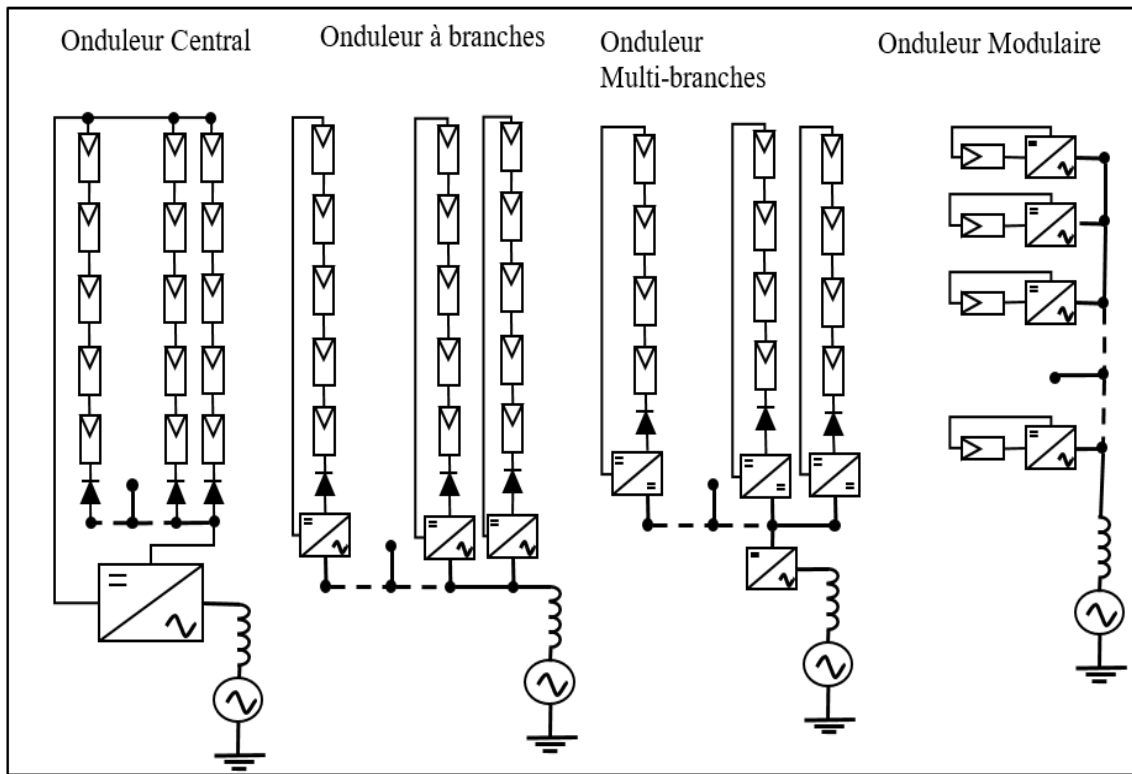 Onduleur Central
Onduleur à branches
Onduleur
Multi-branches
Onduleur Modulaire